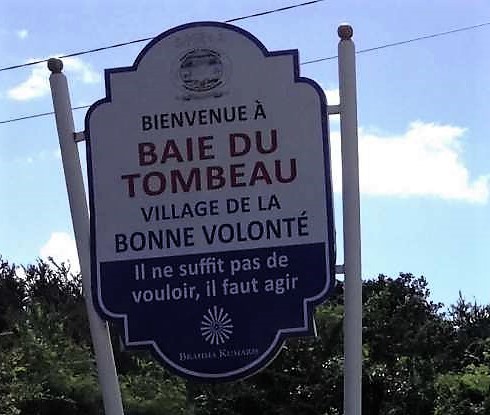 BIENVENUE À
BAIE DU
TOMBEAU
VILLAGE DE LA
BONNE VOLONTÉ
Il ne suffit pas de
vouloir, il faut agir
BRAHMA KUMARIS